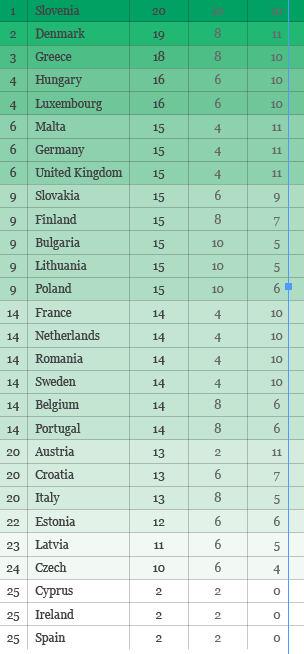 1 Slovenia 20 10 10
2 Denmark 19 8 11
3 Greece 18 8 10
4 Hungary 16 6 10
4 Luxembourg 16 6 10
6 Malta 15 4 11
6 Germany 15 4 11
6 United Kingdom 15 4 11
9 Slovakia 15 6 9
9 Finland 15 8 7
9 Bulgaria 15 10 5
9 Lithuania 15 10 5
9 Poland 15 10 6
14 France 14 4 10
14 Netherlands 14 4 10
14 Romania 14 4 10
14 Sweden 14 4 10
14 Belgium 14 8 6
14 Portugal 14 8 6
20 Austria 13 2 11
20 Croatia 13 6 7
20 Italy 13 8 5
22 Estonia 12 6 6
23 Latvia 11 6 5
24 Czech 10 6 4
25 Cyprus 2 2 0
25 Ireland 2 2 0
25 Spain 2 2 0